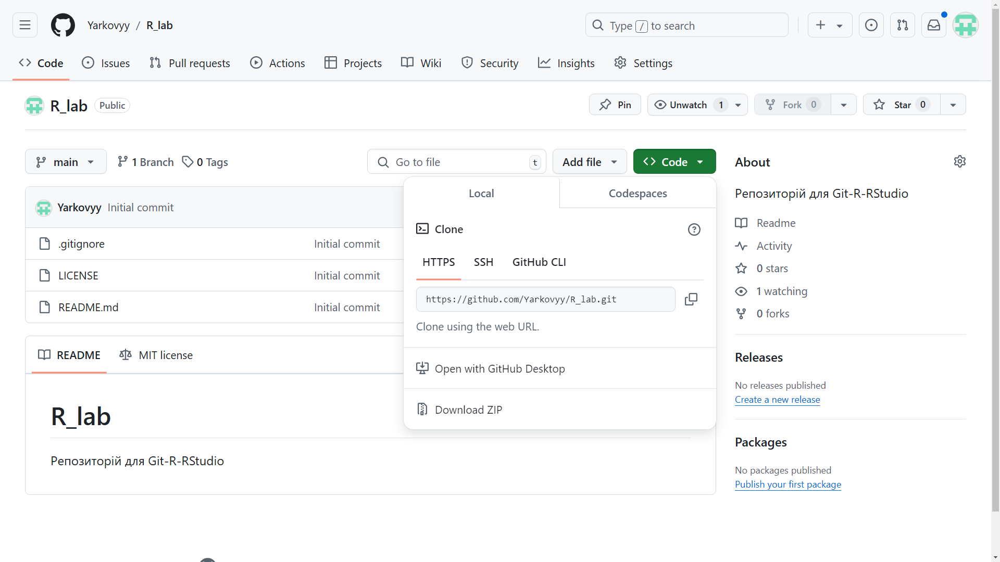 Yarkovyy / R_lab
Type / to search
Code Issues Pull requests Actions Projects Wiki Security Insights Settings
R_lab Public
Pin Unwatch 1 Fork 0 Star 0
main 1 Branch 0 Tags
Go to file t Add file Code
Yarkovyy Initial commit
.gitignore Initial commit
LICENSE Initial commit
README.md Initial commit
README MIT license
R_lab
Репозиторій для Git-R-RStudio
Local Codespaces
Clone
HTTPS SSH GitHub CLI
https://github.com/Yarkovyy/R_lab.git
Clone using the web URL.
Open with GitHub Desktop
Download ZIP
About
Репозиторій для Git-R-RStudio
Readme
Activity
0 stars
1 watching
0 forks
Releases
No releases published
Create a new release
Packages
No packages published
Publish your first package